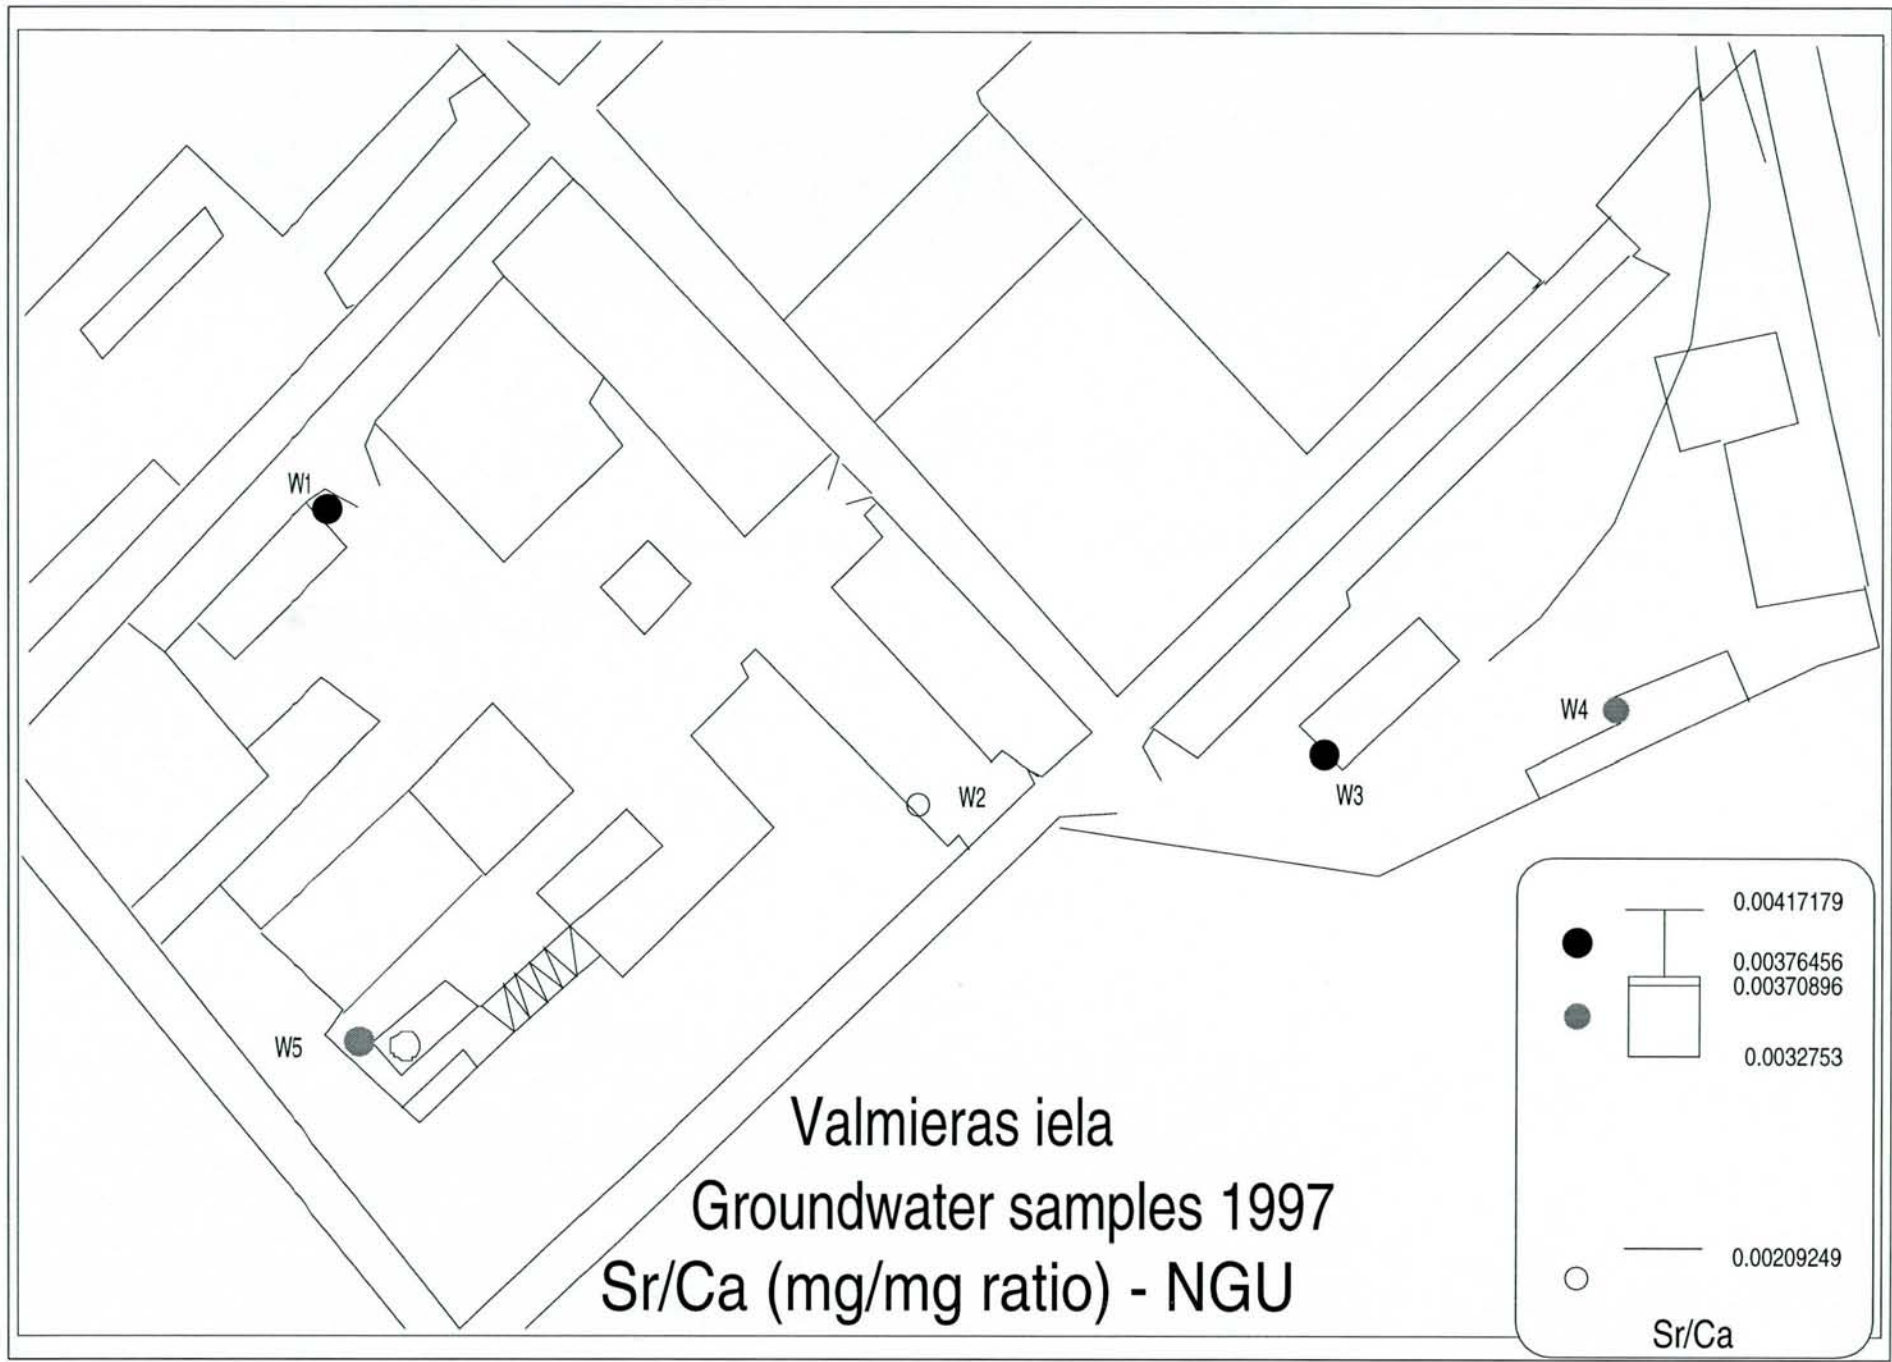 W1
W2
W3
W4
W5
Valmieras iela
Groundwater samples 1997
Sr/Ca (mg/mg ratio) - NGU
0.00417179
0.00376456
0.00370896
0.0032753
0.00209249
Sr/Ca